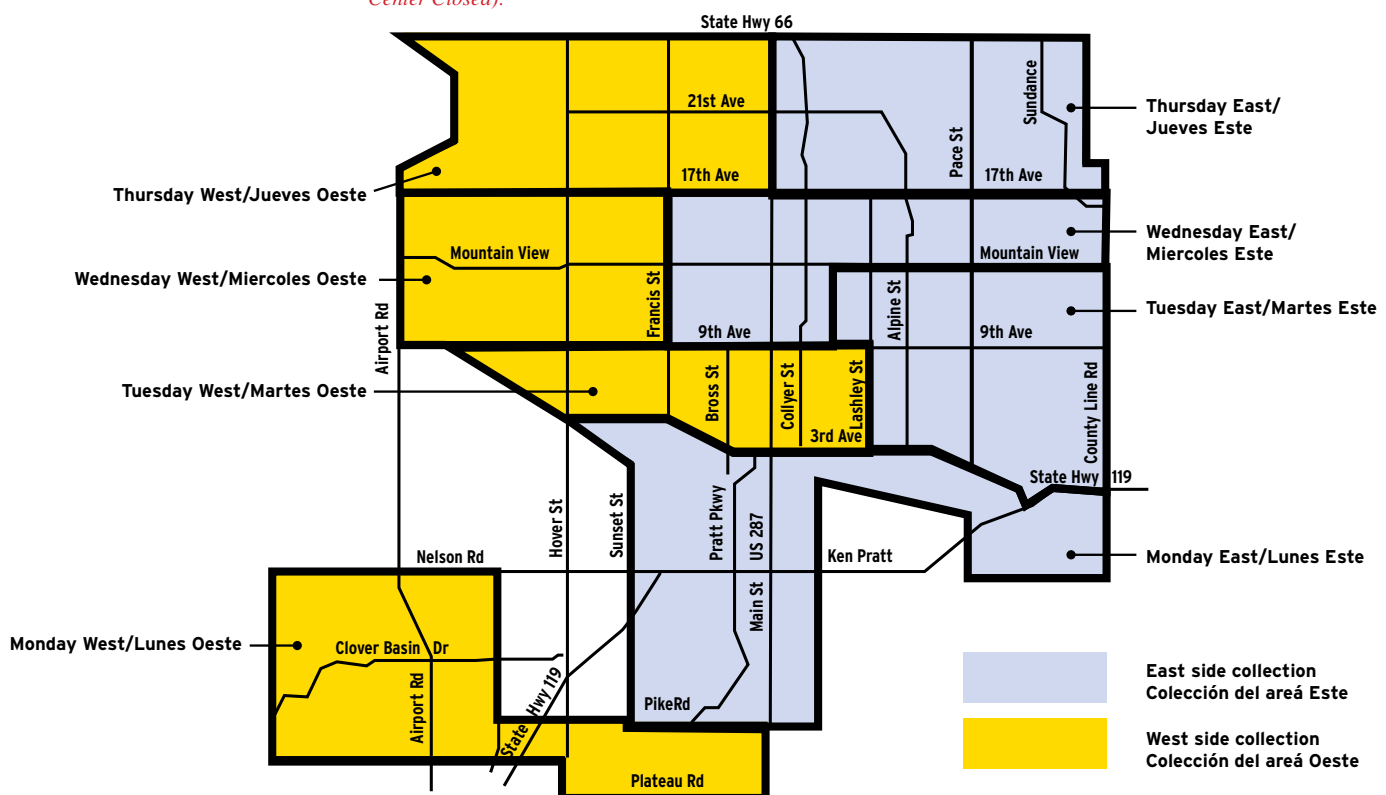 Center Closed).
State Hwy 66
21st Ave
Sundance
Pace St
Thursday East/
Jueves Este
17th Ave
17th Ave
Thursday West/Jueves Oeste
Wednesday East/
Miercoles Este
Mountain View
Mountain View
Wednesday West/Miercoles Oeste
Francis St
Airport Rd
Alpine St
Tuesday East/Martes Este
9th Ave
9th Ave
Tuesday West/Martes Oeste
Bross St
Collyer St
Lashley St
County Line Rd
3rd Ave
State Hwy 119
Hover St
Sunset St
Pratt Pkwy
US 287
Nelson Rd
Ken Pratt
Monday East/Lunes Este
Main St
Monday West/Lunes Oeste
Clover Basin Dr
Airport Rd
State Hwy 119
PikeRd
Plateau Rd
East side collection
Colección del areá Este
West side collection
Colección del areá Oeste